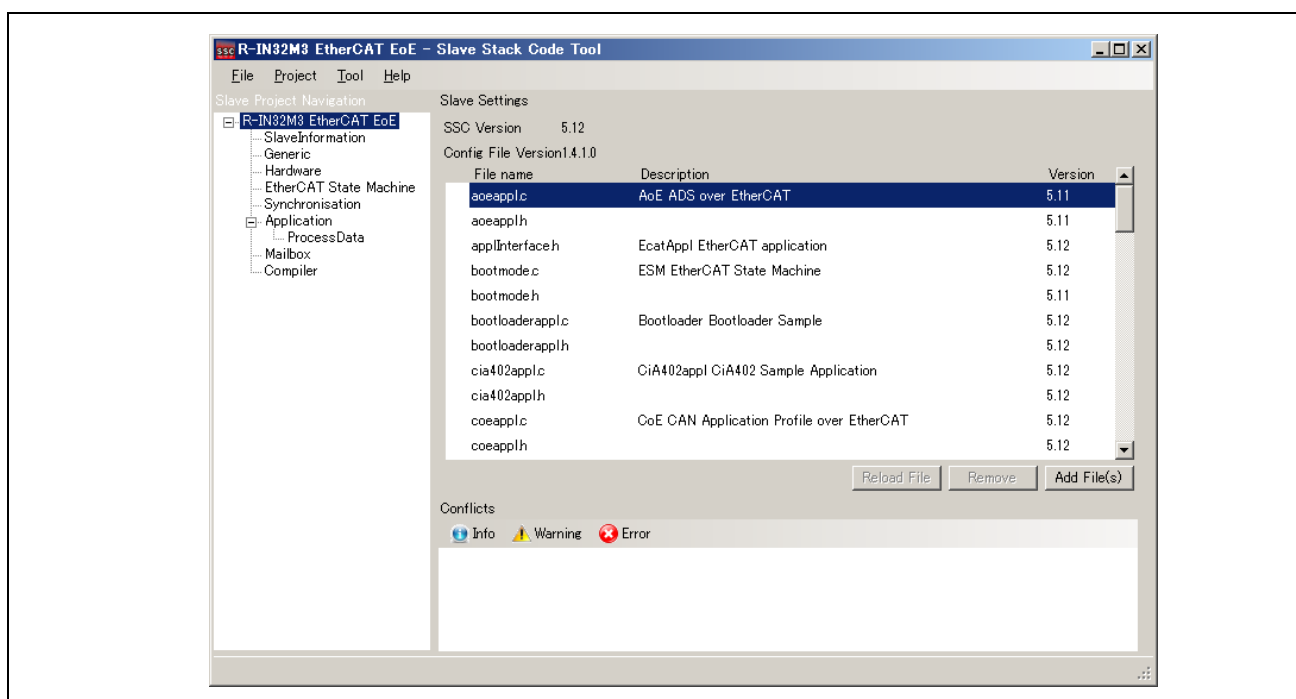 ssc R-IN32M3 EtherCAT EoE - Slave Stack Code Tool
File Project Tool Help
Slave Project Navigation
R-IN32M3 EtherCAT EoE
SlaveInformation
Generic
Hardware
EtherCAT State Machine
Synchronisation
Application
ProcessData
Mailbox
Compiler
Slave Settings
SSC Version 5.12
Config File Version1.4.1.0
File name Description Version
aoeappl.c AoE ADS over EtherCAT 5.11
aoeappl.h 5.11
applInterface.h EcatAppl EtherCAT application 5.12
bootmode.c ESM EtherCAT State Machine 5.12
bootmode.h 5.11
bootloaderappl.c Bootloader Bootloader Sample 5.12
bootloaderappl.h 5.12
cia402appl.c CiA402appl CiA402 Sample Application 5.12
cia402appl.h 5.12
coeappl.c CoE CAN Application Profile over EtherCAT 5.12
coeappl.h 5.12
Reload File Remove Add File(s)
Conflicts
Info Warning Error